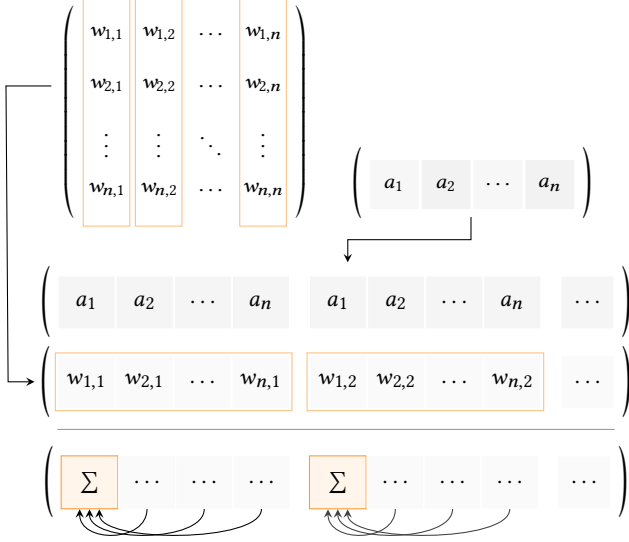 w1,1 w1,2 ⋯ w1,n
w2,1 w2,2 ⋯ w2,n
⋮ ⋮ ⋱ ⋮
wn,1 wn,2 ⋯ wn,n
a1 a2 ⋯ an
a1 a2 ⋯ an a1 a2 ⋯ an ⋯
w1,1 w2,1 ⋯ wn,1 w1,2 w2,2 ⋯ wn,2 ⋯
∑ ⋯ ⋯ ⋯ ∑ ⋯ ⋯ ⋯ ⋯